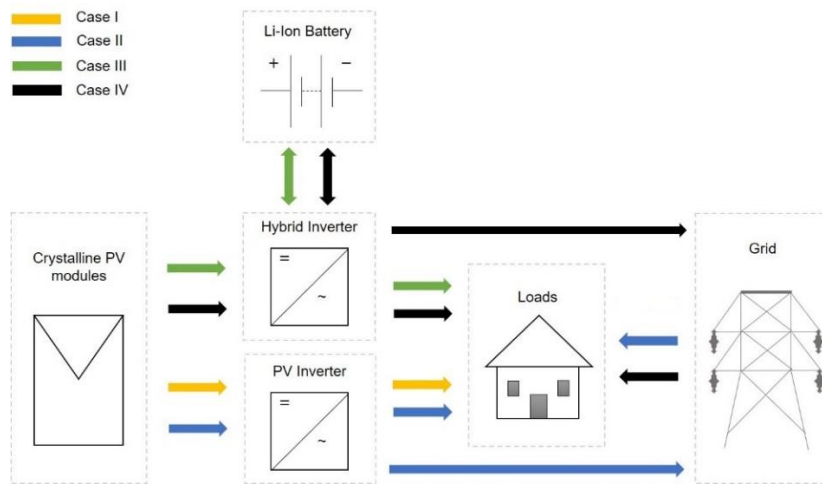 Case I
Case II
Case III
Case IV
Li-Ion Battery
+ −
Hybrid Inverter
=
~
Crystalline PV
modules
PV Inverter
=
~
Loads
Grid